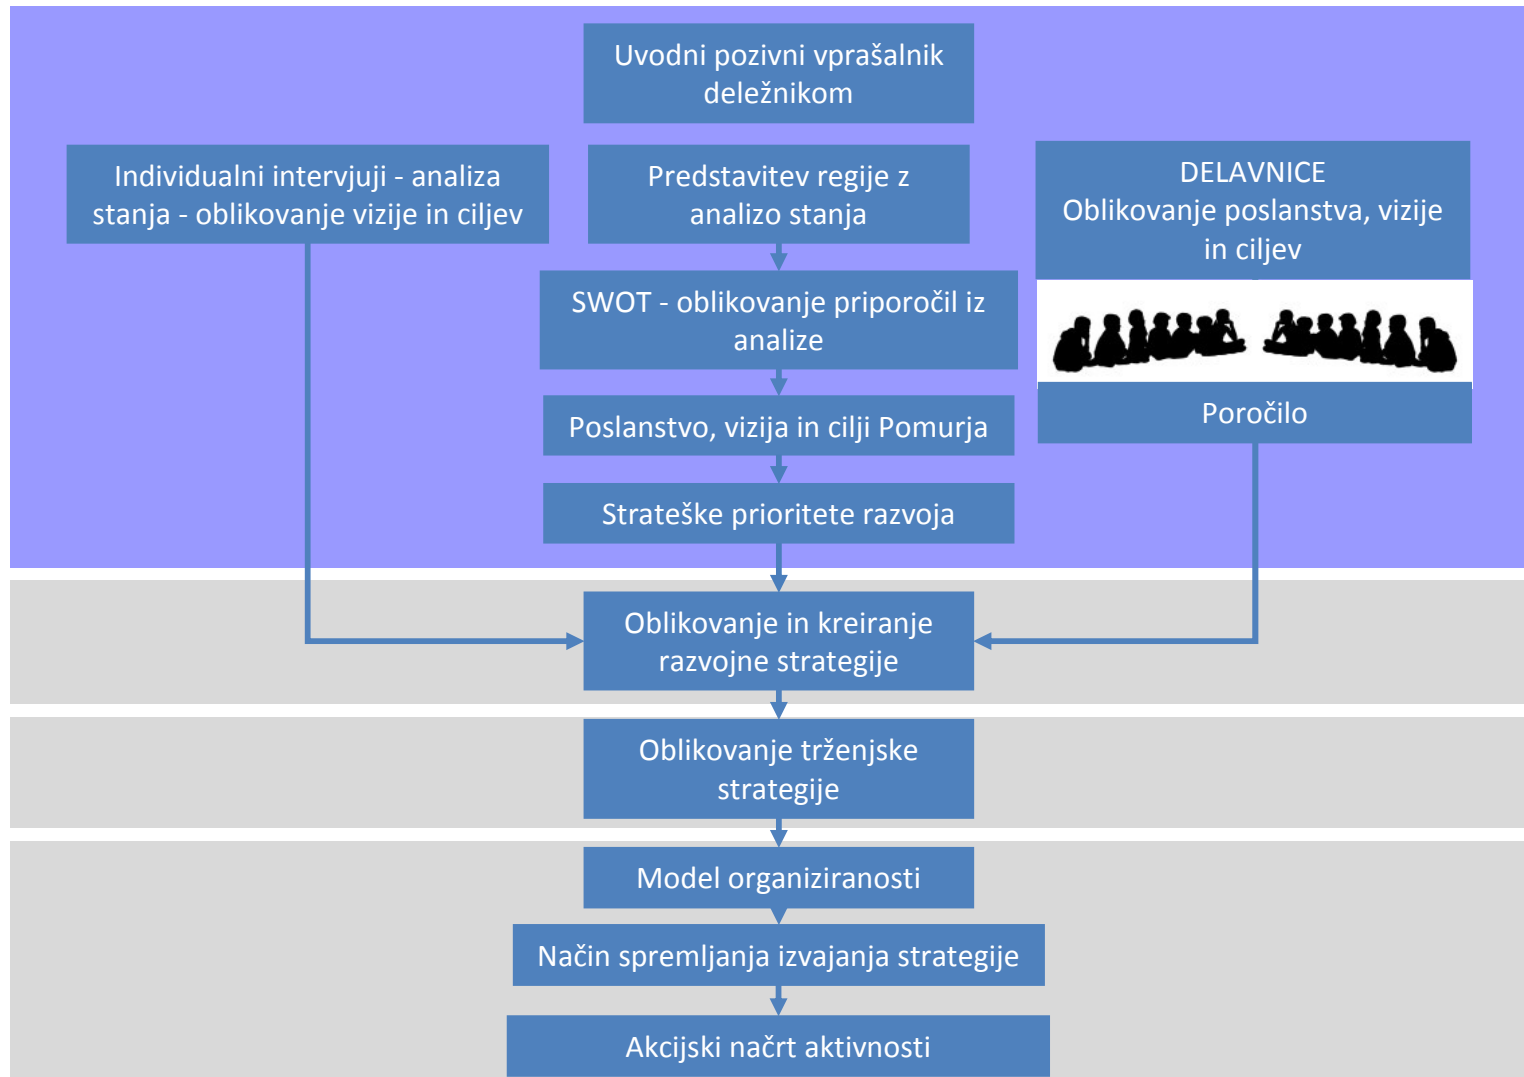 Uvodni pozivni vprašalnik
deležnikom
Individualni intervjuji - analiza
stanja - oblikovanje vizije in ciljev
Predstavitev regije z
analizo stanja
DELAVNICE
Oblikovanje poslanstva, vizije
in ciljev
SWOT - oblikovanje priporočil iz
analize
Poslanstvo, vizija in cilji Pomurja
Poročilo
Strateške prioritete razvoja
Oblikovanje in kreiranje
razvojne strategije
Oblikovanje trženjske
strategije
Model organiziranosti
Način spremljanja izvajanja strategije
Akcijski načrt aktivnosti